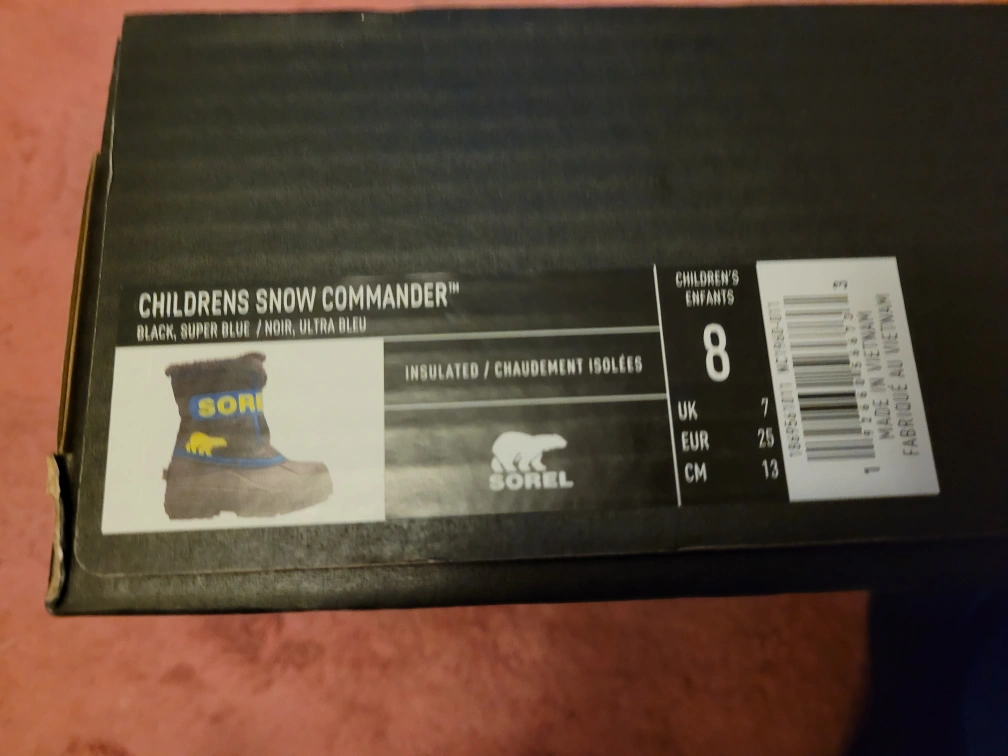 CHILDRENS SNOW COMMANDER™
BLACK, SUPER BLUE / NOIR, ULTRA BLEU
SORE
INSULATED / CHAUDEMENT ISOLÉES
SOREL
CHILDREN'S
ENFANTS
8
UK 7
EUR 25
CM 13
MADE IN VIETNAM
FABRIQUÉ AU VIETNAM